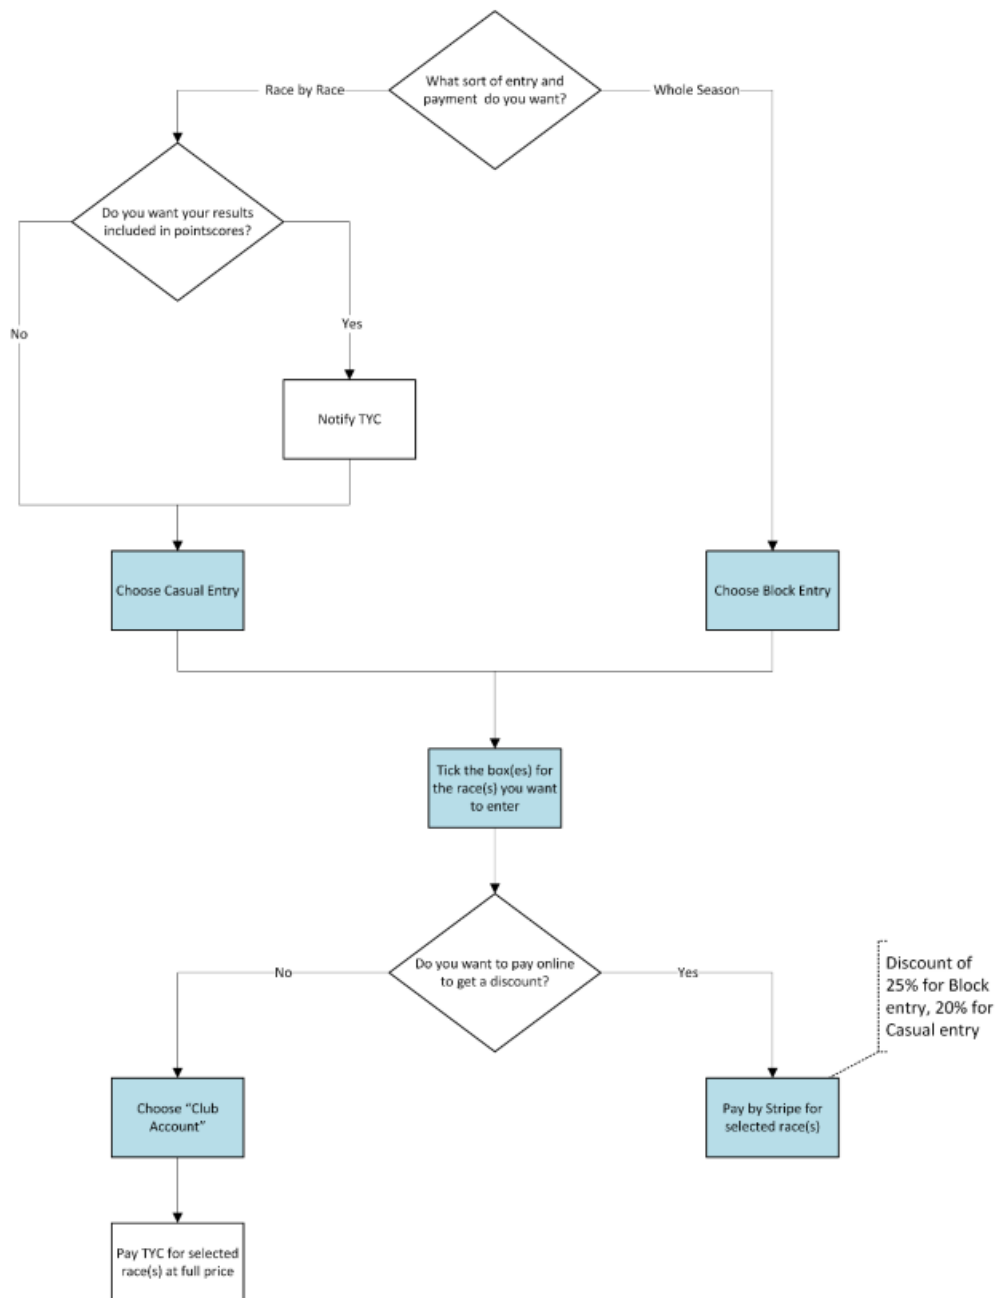 What sort of entry and
payment do you want?
Race by Race
Whole Season
Do you want your results
included in pointscores?
No
Yes
Notify TYC
Choose Casual Entry
Choose Block Entry
Tick the box(es) for
the race(s) you want
to enter
Do you want to pay online
to get a discount?
No
Yes
Discount of
25% for Block
entry, 20% for
Casual entry
Choose “Club
Account”
Pay by Stripe for
selected race(s)
Pay TYC for selected
race(s) at full price